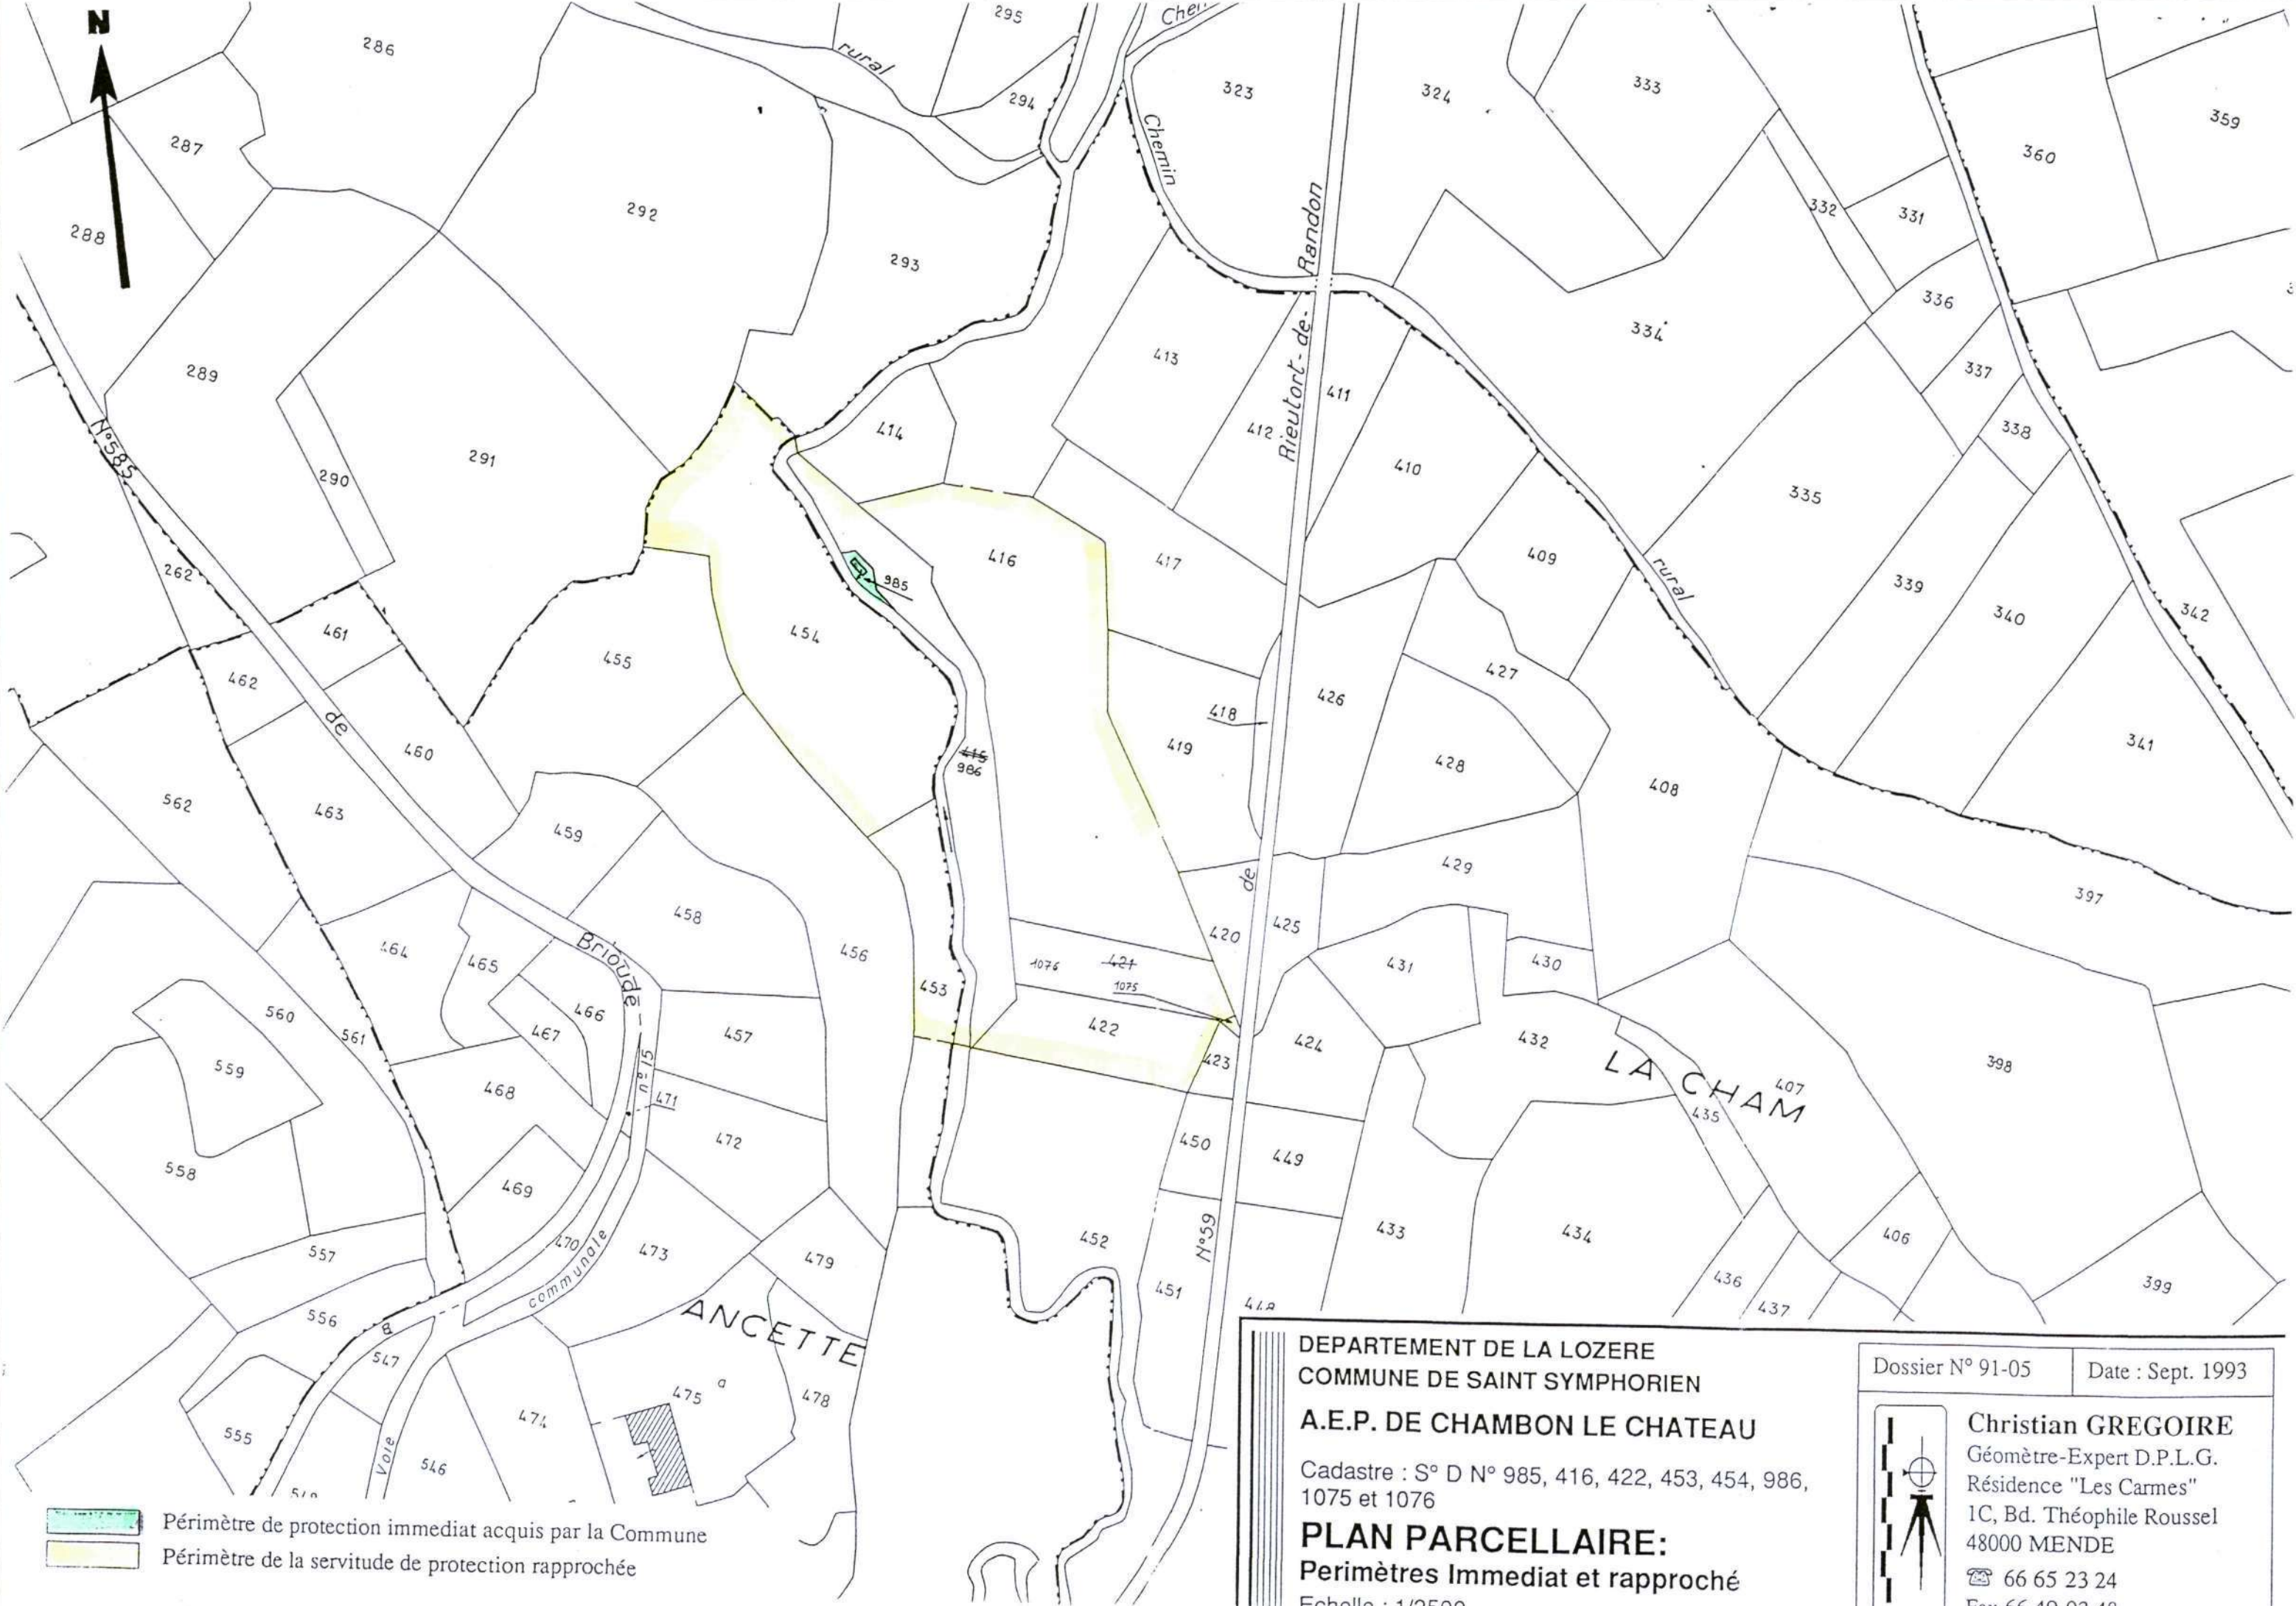 N
295
Chem
286
rural
294
323
324
333
359
287
Chemin
360
292
332
331
288
293
Rieutort-de-Randon
336
334
413
289
411
337
414
412
338
N°585
291
410
290
335
416
417
409
262
985
rural
339
340
342
461
454
455
427
462
426
418
de
419
341
460
415
986
428
562
408
463
459
429
458
de
397
420
425
464
456
Brioude
465
1076
421
431
430
1075
453
466
560
422
467
457
424
432
561
423
398
559
LA CHAM
407
n°15
468
471
435
472
450
449
558
469
N°59
433
434
406
452
557
470
473
communale
479
436
451
399
437
556
ANCETTE
a
547
475
a
478
474
555
Voie
546
DEPARTEMENT DE LA LOZERE
COMMUNE DE SAINT SYMPHORIEN
A.E.P. DE CHAMBON LE CHATEAU
Cadastre : S° D N° 985, 416, 422, 453, 454, 986,
1075 et 1076
PLAN PARCELLAIRE:
Perimètres Immediat et rapproché
Echelle : 1/2500
Dossier N° 91-05
Date : Sept. 1993
Christian GREGOIRE
Géomètre-Expert D.P.L.G.
Résidence "Les Carmes"
1C, Bd. Théophile Roussel
48000 MENDE
☎ 66 65 23 24
Périmètre de protection immediat acquis par la Commune
Périmètre de la servitude de protection rapprochée